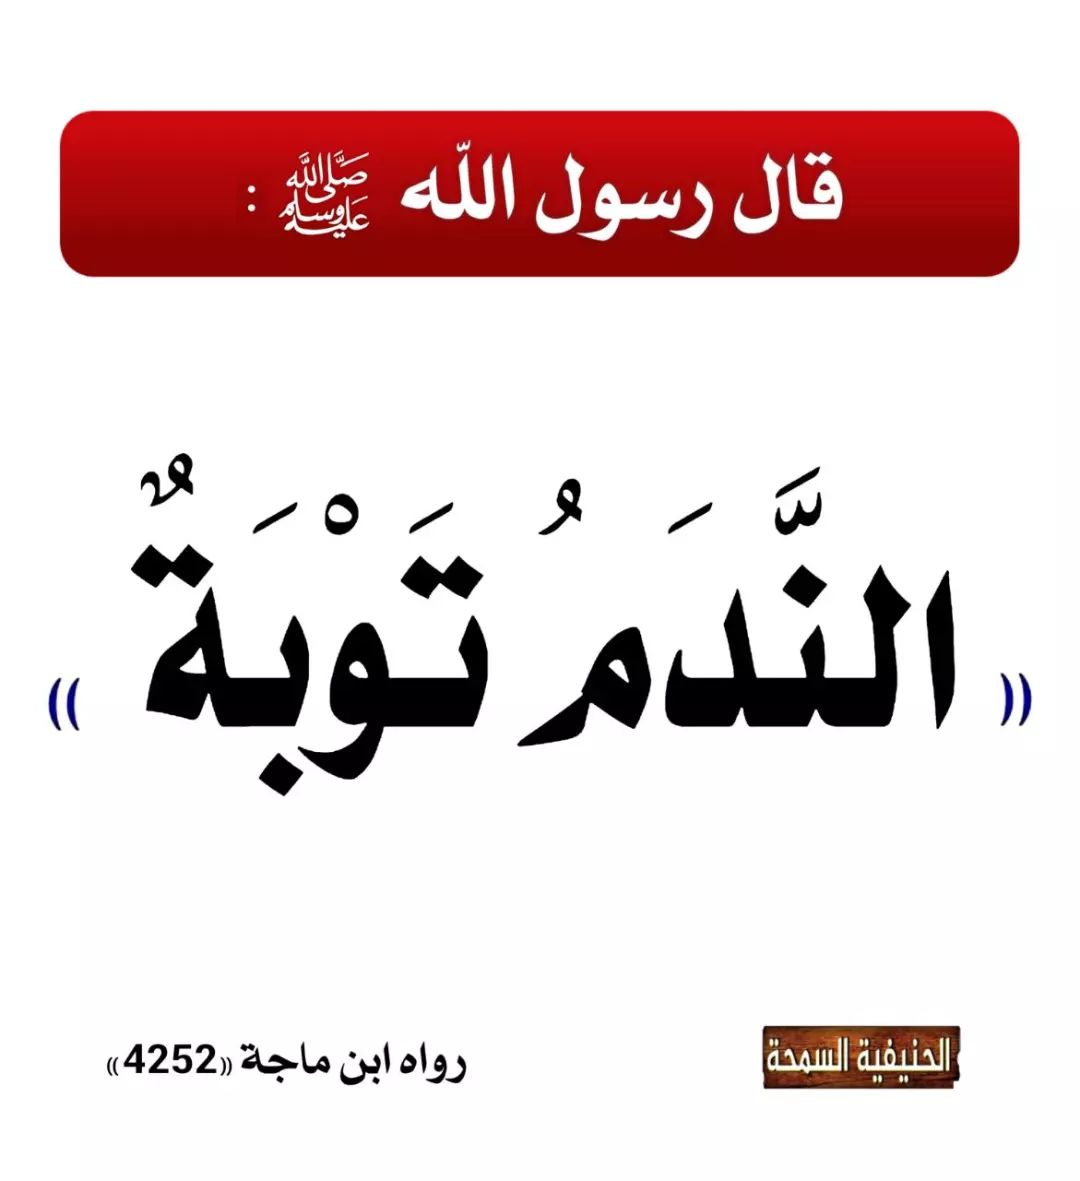 قال رسول الله ﷺ :
(( النَّدَمُ تَوْبَةٌ ))
رواه ابن ماجة ((4252))
الحنيفية السمحة